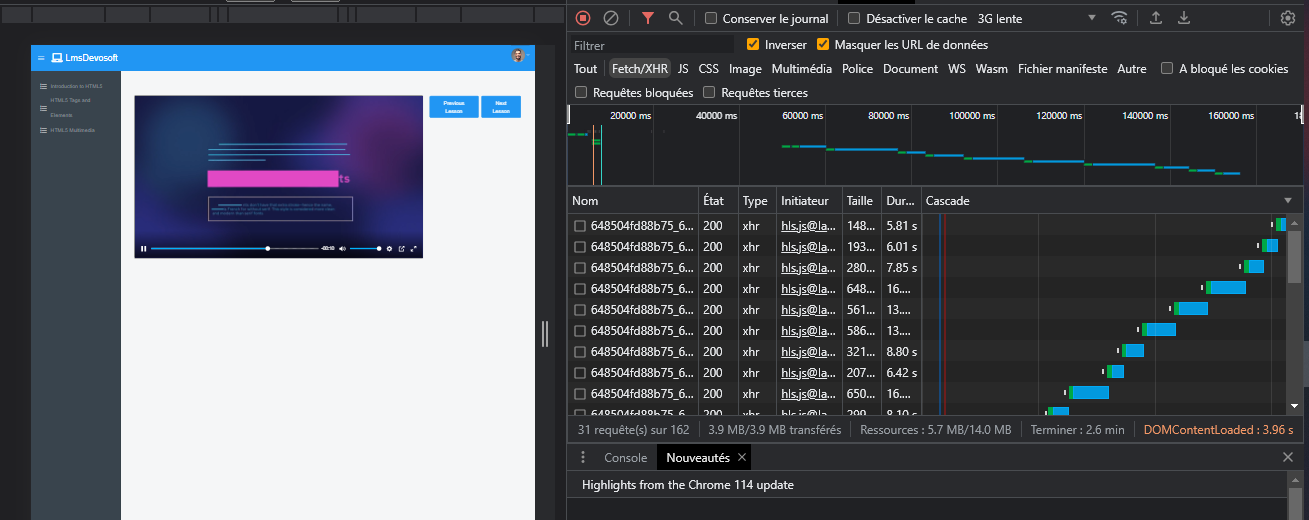 Conserver le journal
Désactiver le cache
3G lente
Filtrer
Inverser
Masquer les URL de données
Tout
Fetch/XHR
JS
CSS
Image
Multimédia
Police
Document
WS
Wasm
Fichier manifeste
Autre
A bloqué les cookies
Requêtes bloquées
Requêtes tierces
20000 ms
40000 ms
60000 ms
80000 ms
100000 ms
120000 ms
140000 ms
160000 ms
Nom
État
Type
Initiateur
Taille
Dur...
Cascade
648504fd88b75_6... 200 xhr hls.js@la... 148... 5.81 s
648504fd88b75_6... 200 xhr hls.js@la... 193... 6.01 s
648504fd88b75_6... 200 xhr hls.js@la... 280... 7.85 s
648504fd88b75_6... 200 xhr hls.js@la... 648... 16....
648504fd88b75_6... 200 xhr hls.js@la... 561... 13....
648504fd88b75_6... 200 xhr hls.js@la... 586... 13....
648504fd88b75_6... 200 xhr hls.js@la... 321... 8.80 s
648504fd88b75_6... 200 xhr hls.js@la... 207... 6.42 s
648504fd88b75_6... 200 xhr hls.js@la... 650... 16....
648504fd88b75_6... 200 xhr hls.js@la... 299... 8.10 s
31 requête(s) sur 162
3.9 MB/3.9 MB transférés
Ressources : 5.7 MB/14.0 MB
Terminer : 2.6 min
DOMContentLoaded : 3.96 s
Console
Nouveautés
Highlights from the Chrome 114 update
LmsDevosoft
Introduction to HTML5
HTML5 Tags and
Elements
HTML5 Multimedia
Previous
Lesson
Next
Lesson
ts